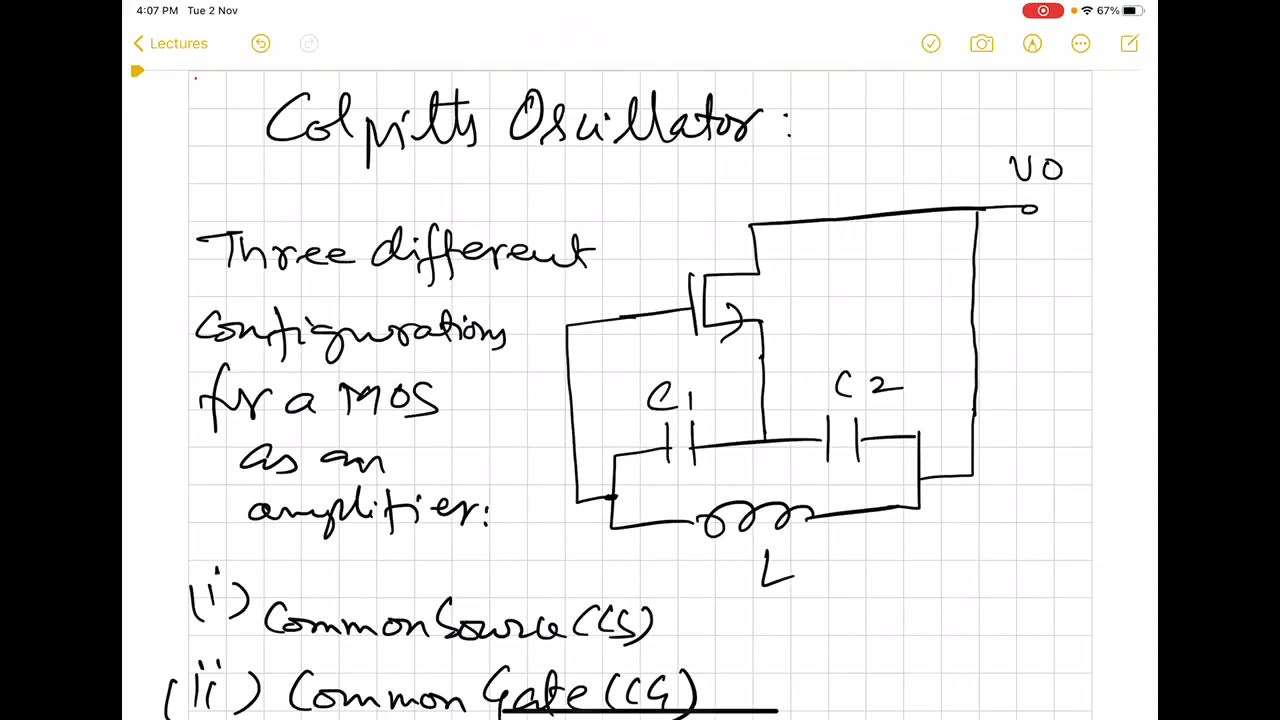 4:07 PM Tue 2 Nov
67%
Lectures
Colpitts Oscillator:
VO
Three different
configurations
for a MOS
as an
amplifier:
C1
C2
L
(i) Common Source (CS)
(ii) Common Gate (CG)